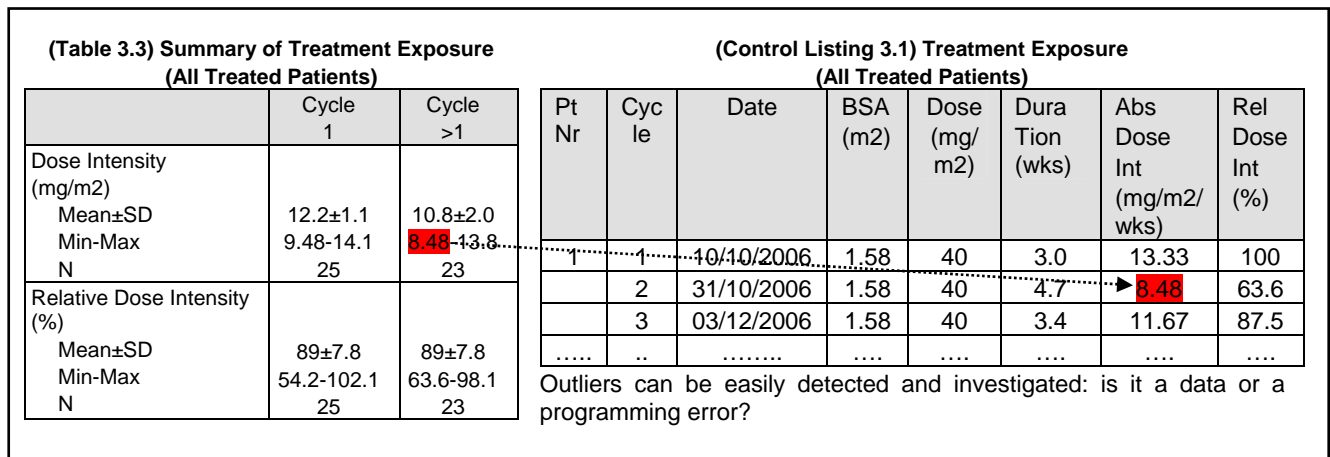 (Table 3.3) Summary of Treatment Exposure
(All Treated Patients)
Cycle 1 Cycle >1
Dose Intensity
(mg/m2)
Mean±SD 12.2±1.1 10.8±2.0
Min-Max 9.48-14.1 8.48-13.8
N 25 23
Relative Dose Intensity
(%)
Mean±SD 89±7.8 89±7.8
Min-Max 54.2-102.1 63.6-98.1
N 25 23
(Control Listing 3.1) Treatment Exposure
(All Treated Patients)
Pt Cyc Date BSA Dose Dura Abs Rel
Nr le (m2) (mg/ Tion Dose Dose
m2) (wks) Int Int
(mg/m2/ (%)
wks)
1 1 10/10/2006 1.58 40 3.0 13.33 100
2 31/10/2006 1.58 40 4.7 8.48 63.6
3 03/12/2006 1.58 40 3.4 11.67 87.5
..... .. ........ .... .... .... .... ....
Outliers can be easily detected and investigated: is it a data or a
programming error?